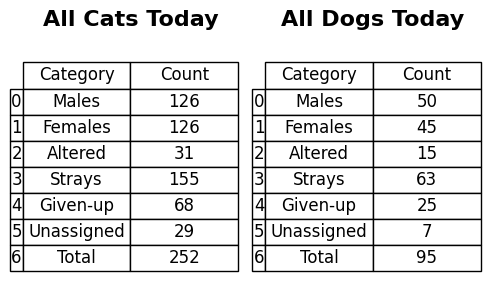 All Cats Today
Category Count
0 Males 126
1 Females 126
2 Altered 31
3 Strays 155
4 Given-up 68
5 Unassigned 29
6 Total 252
All Dogs Today
Category Count
0 Males 50
1 Females 45
2 Altered 15
3 Strays 63
4 Given-up 25
5 Unassigned 7
6 Total 95